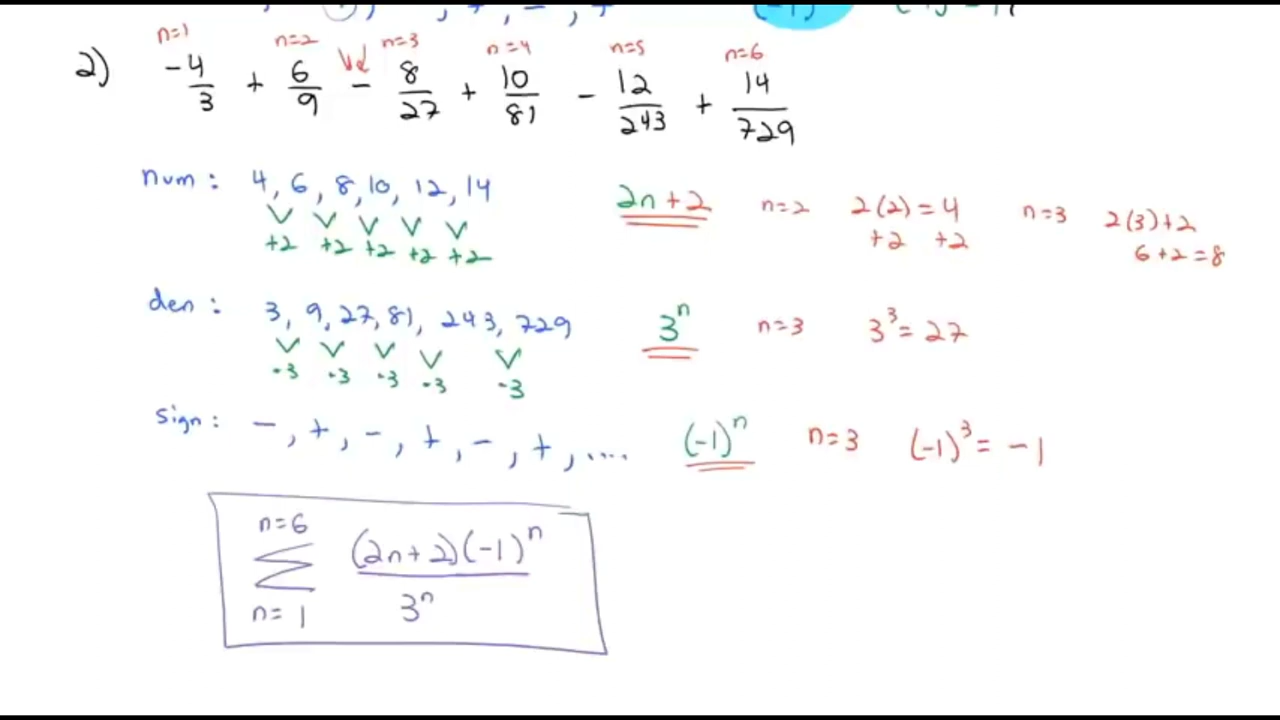 , +, -, + (-1)
n=1 n=2 n=3 n=4 n=5 n=6
2) -4/3 + 6/9 - 8/27 + 10/81 - 12/243 + 14/729
num: 4, 6, 8, 10, 12, 14 2n+2 n=2 2(2)=4 n=3 2(3)+2
+2 +2 +2 +2 +2 +2 +2 6+2=8
den: 3, 9, 27, 81, 243, 729 3^n n=3 3^3=27
·3 ·3 ·3 ·3 ·3
sign: -, +, -, +, -, +, .... (-1)^n n=3 (-1)^3= -1
n=6
Σ (2n+2)(-1)^n / 3^n
n=1